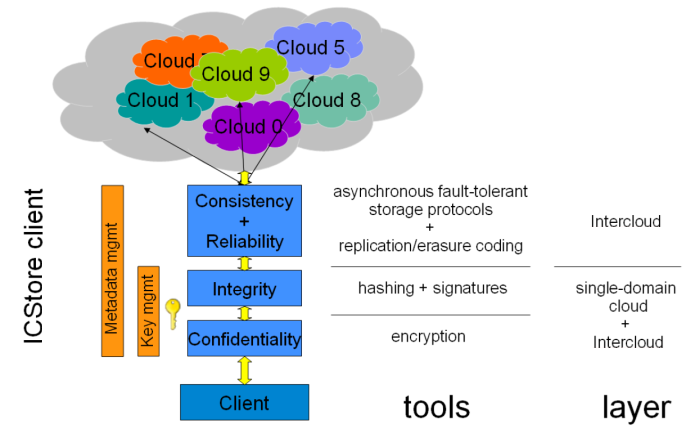 Cloud 5
Cloud
Cloud 9
Cloud 1
Cloud 8
Cloud 0
ICStore client
Metadata mgmt
Key mgmt
Consistency
+
Reliability
Integrity
Confidentiality
Client
asynchronous fault-tolerant
storage protocols
+
replication/erasure coding
hashing + signatures
encryption
tools
Intercloud
single-domain
cloud
+
Intercloud
layer